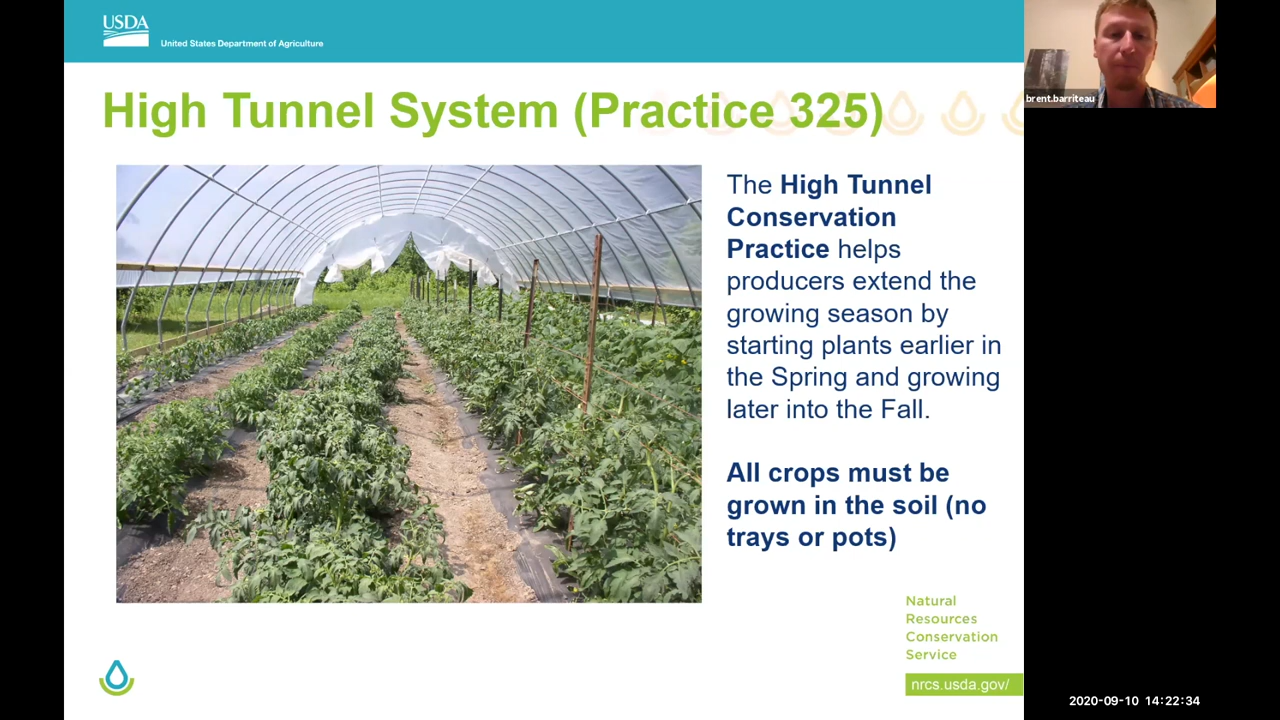 USDA
United States Department of Agriculture
High Tunnel System (Practice 325)
brent.barriteau
The High Tunnel
Conservation
Practice helps
producers extend the
growing season by
starting plants earlier in
the Spring and growing
later into the Fall.
All crops must be
grown in the soil (no
trays or pots)
Natural
Resources
Conservation
Service
nrcs.usda.gov/
2020-09-10 14:22:34